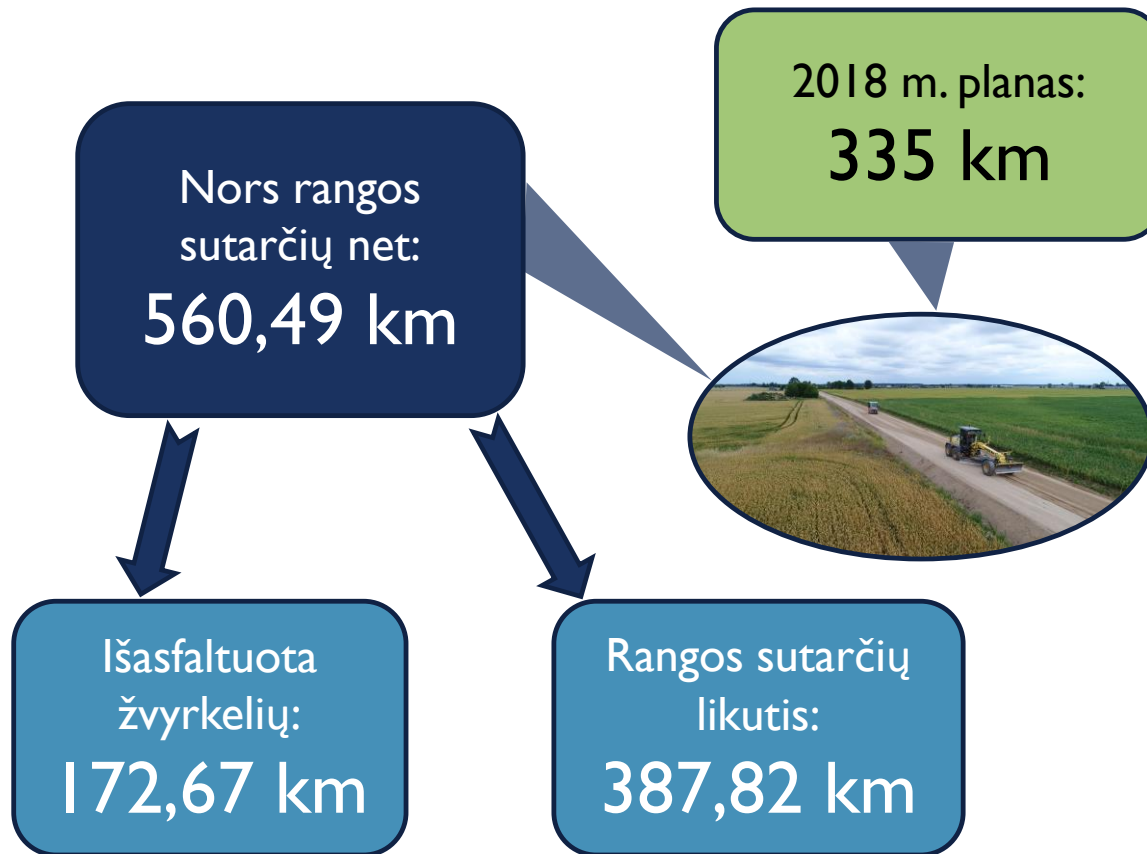 2018 m. planas:
335 km
Nors rangos
sutarčių net:
560,49 km
Išasfaltuota
žvyrkelių:
172,67 km
Rangos sutarčių
likutis:
387,82 km